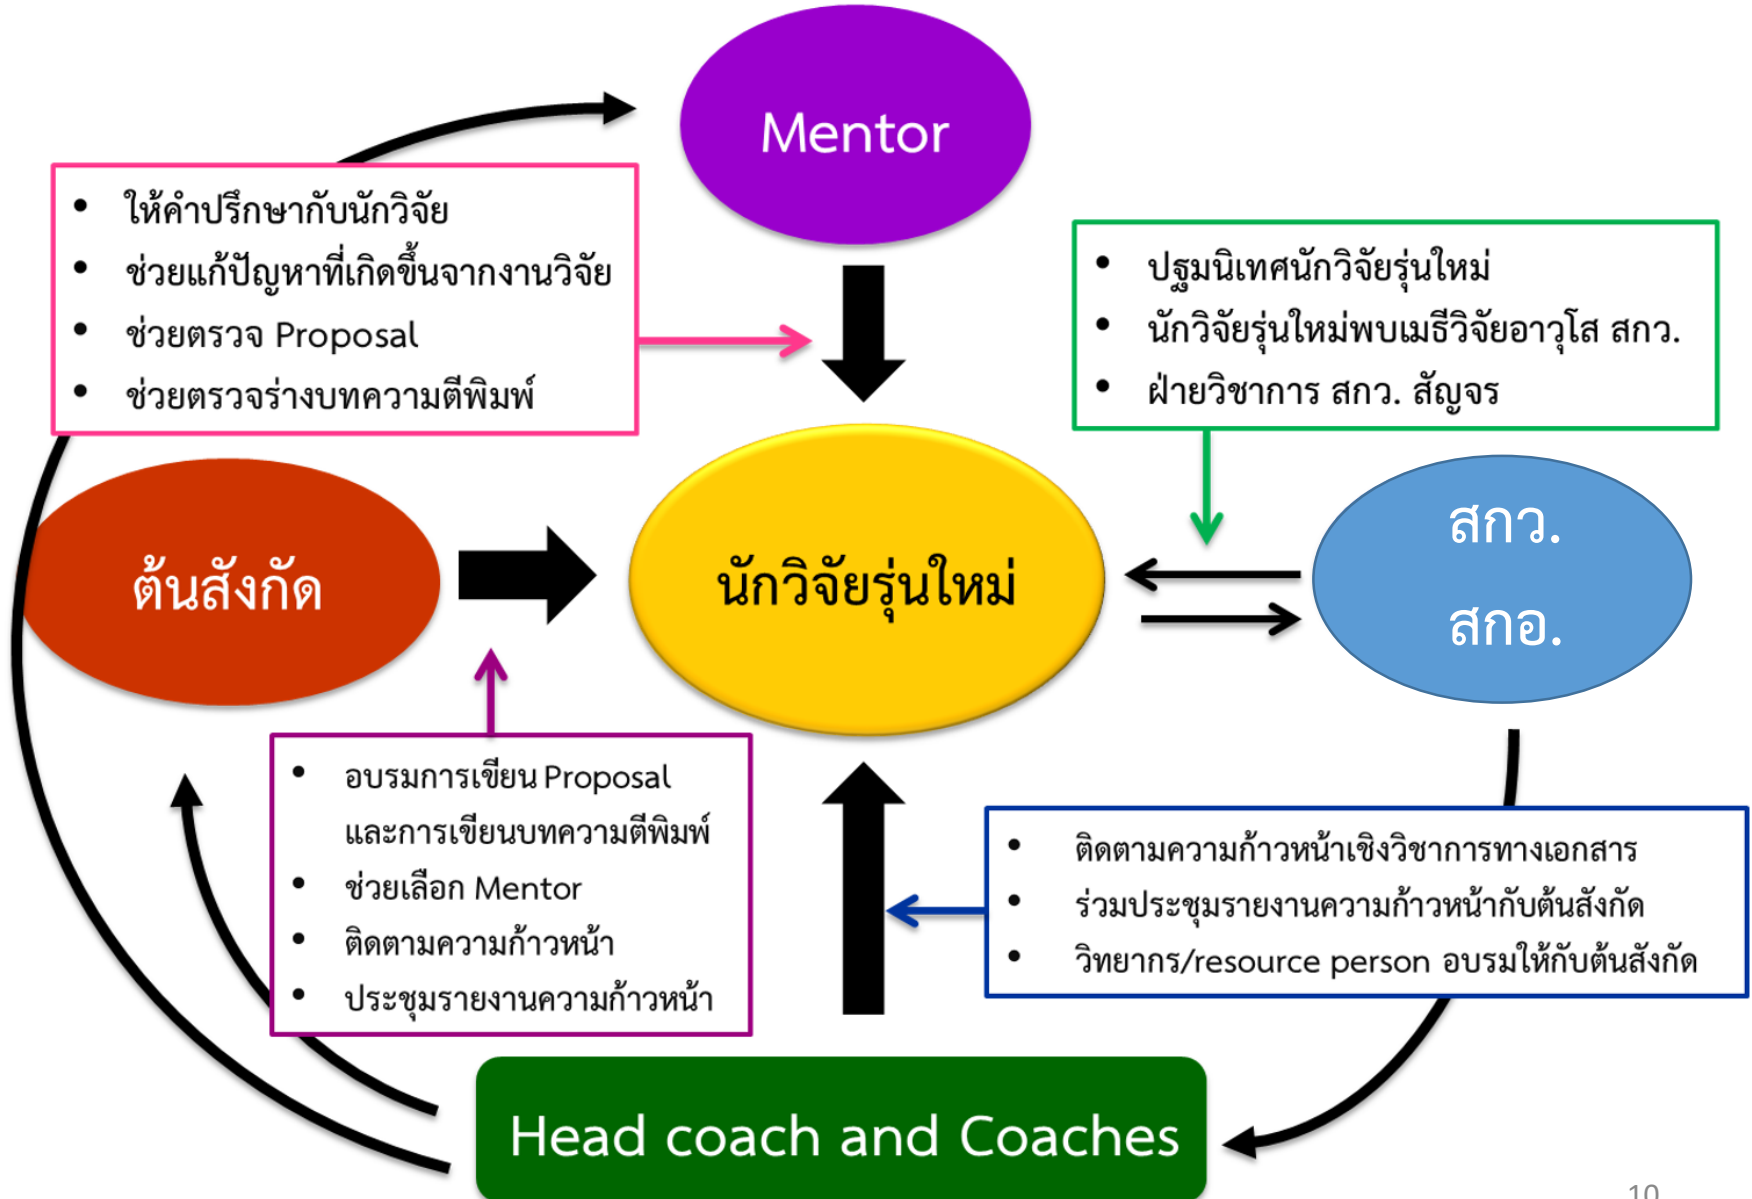 Mentor
• ให้คำปรึกษากับนักวิจัย
• ช่วยแก้ปัญหาที่เกิดขึ้นจากงานวิจัย
• ช่วยตรวจ Proposal
• ช่วยตรวจร่างบทความตีพิมพ์
• ปฐมนิเทศนักวิจัยรุ่นใหม่
• นักวิจัยรุ่นใหม่พบเมธีวิจัยอาวุโส สกว.
• ฝ่ายวิชาการ สกว. สัญจร
ต้นสังกัด
นักวิจัยรุ่นใหม่
สกว.
สกอ.
• อบรมการเขียน Proposal
และการเขียนบทความตีพิมพ์
• ช่วยเลือก Mentor
• ติดตามความก้าวหน้า
• ประชุมรายงานความก้าวหน้า
• ติดตามความก้าวหน้าเชิงวิชาการทางเอกสาร
• ร่วมประชุมรายงานความก้าวหน้ากับต้นสังกัด
• วิทยากร/resource person อบรมให้กับต้นสังกัด
Head coach and Coaches
10